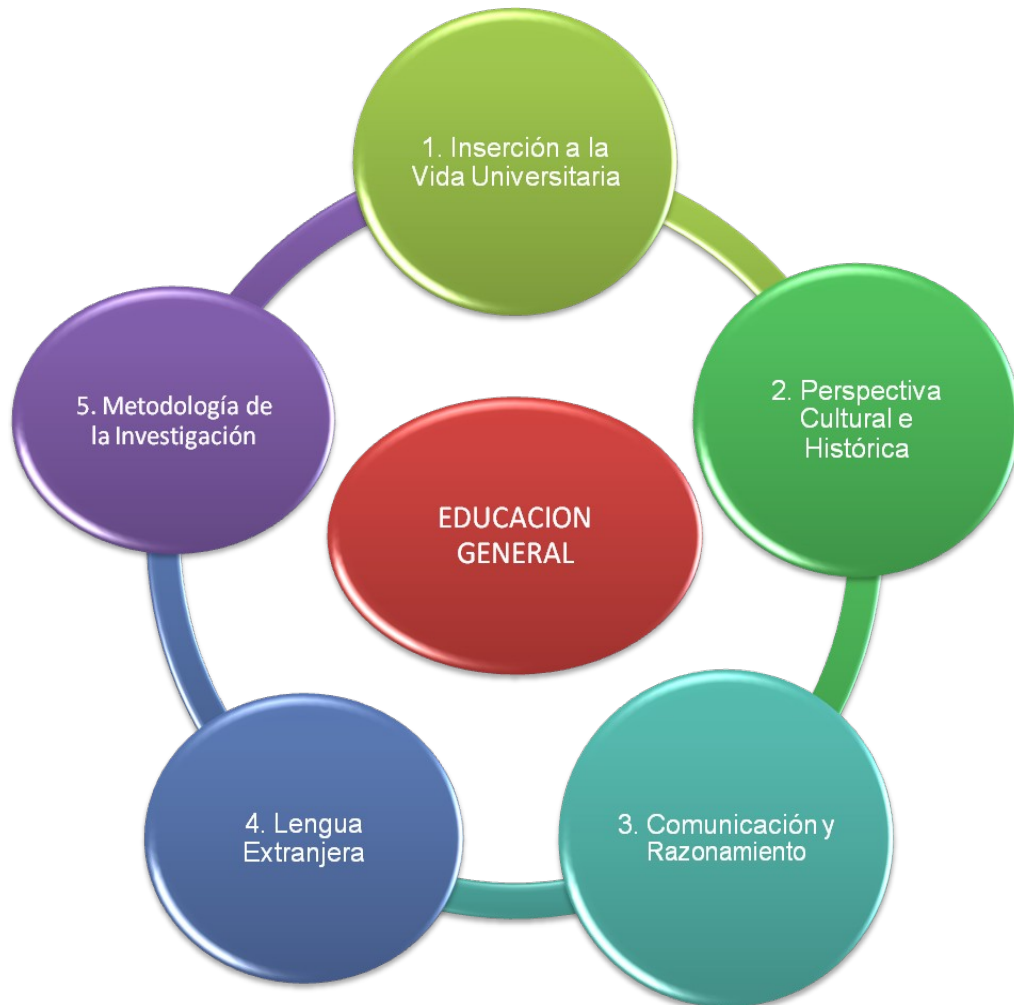 1. Inserción a la
Vida Universitaria
2. Perspectiva
Cultural e
Histórica
3. Comunicación y
Razonamiento
4. Lengua
Extranjera
5. Metodología de
la Investigación
EDUCACION
GENERAL